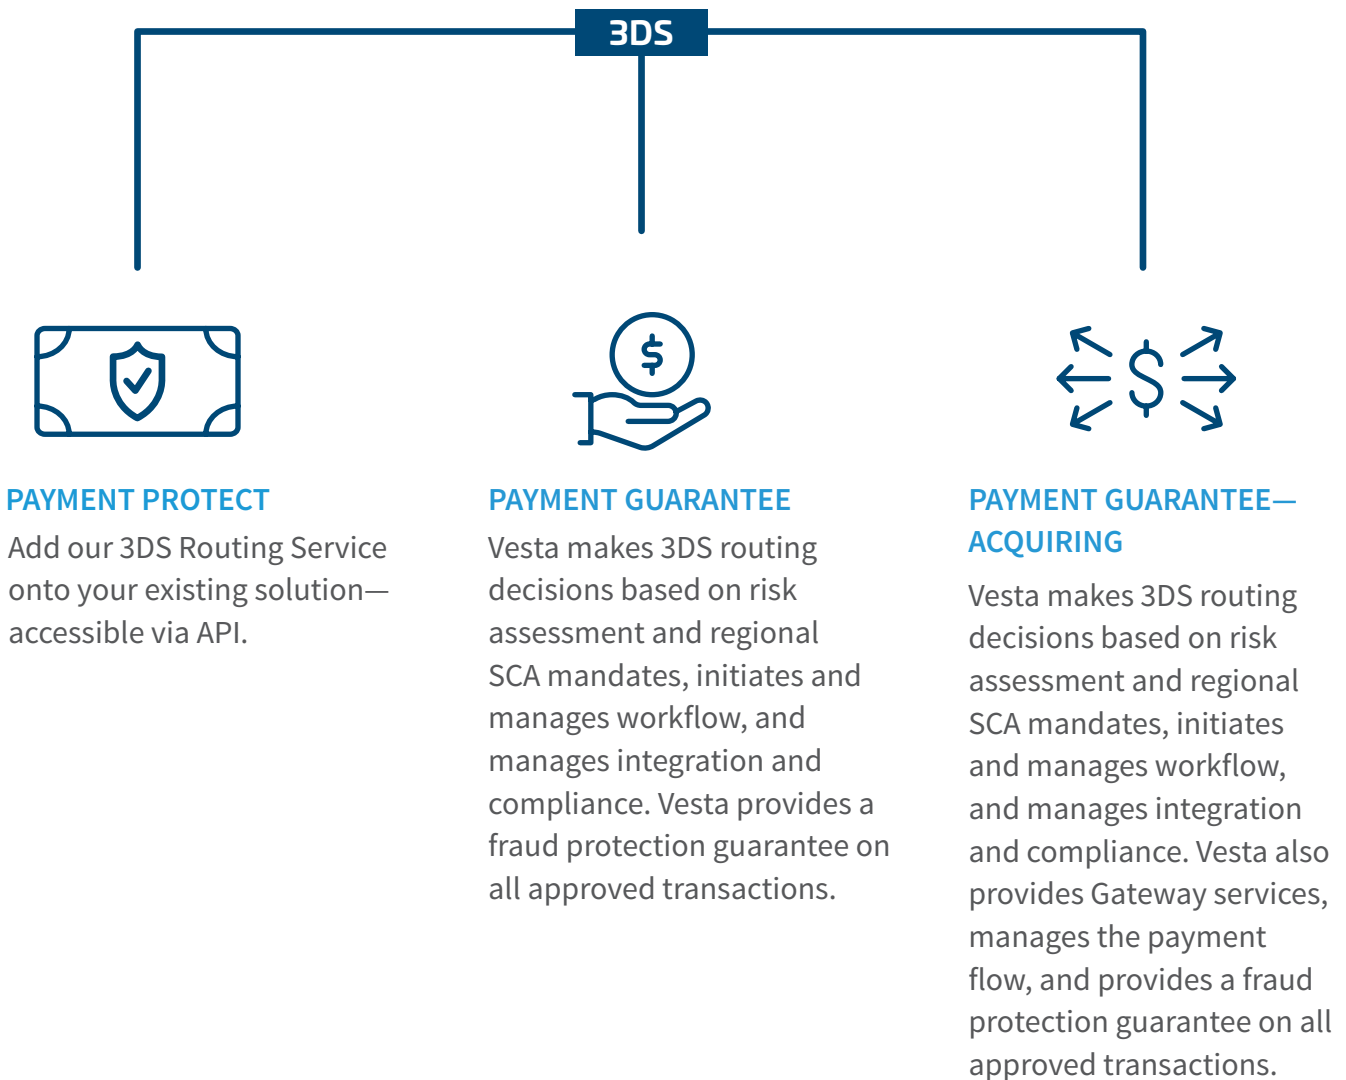 3DS
PAYMENT PROTECT
Add our 3DS Routing Service
onto your existing solution—
accessible via API.
PAYMENT GUARANTEE
Vesta makes 3DS routing
decisions based on risk
assessment and regional
SCA mandates, initiates and
manages workflow, and
manages integration and
compliance. Vesta provides a
fraud protection guarantee on
all approved transactions.
PAYMENT GUARANTEE—
ACQUIRING
Vesta makes 3DS routing
decisions based on risk
assessment and regional
SCA mandates, initiates
and manages workflow,
and manages integration
and compliance. Vesta also
provides Gateway services,
manages the payment
flow, and provides a fraud
protection guarantee on all
approved transactions.